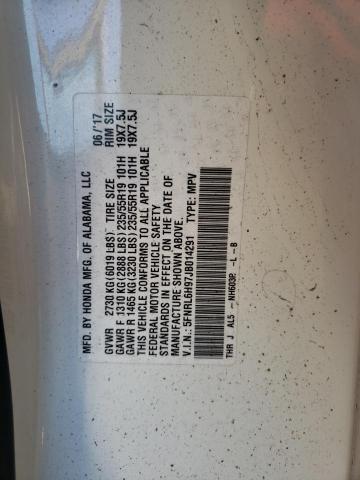 MFD. BY HONDA MFG. OF ALABAMA, LLC 06/'17
GVWR 2730 KG(6019 LBS) TIRE SIZE RIM SIZE
GAWR F 1310 KG(2888 LBS)235/55R19 101H 19X7.5J
GAWR R 1465 KG(3230 LBS)235/55R19 101H 19X7.5J
THIS VEHICLE CONFORMS TO ALL APPLICABLE
FEDERAL MOTOR VEHICLE SAFETY
STANDARDS IN EFFECT ON THE DATE OF
MANUFACTURE SHOWN ABOVE.
V.I.N.: 5FNRL6H97JB014291 TYPE: MPV
THR J AL5 - NH603P -L -B